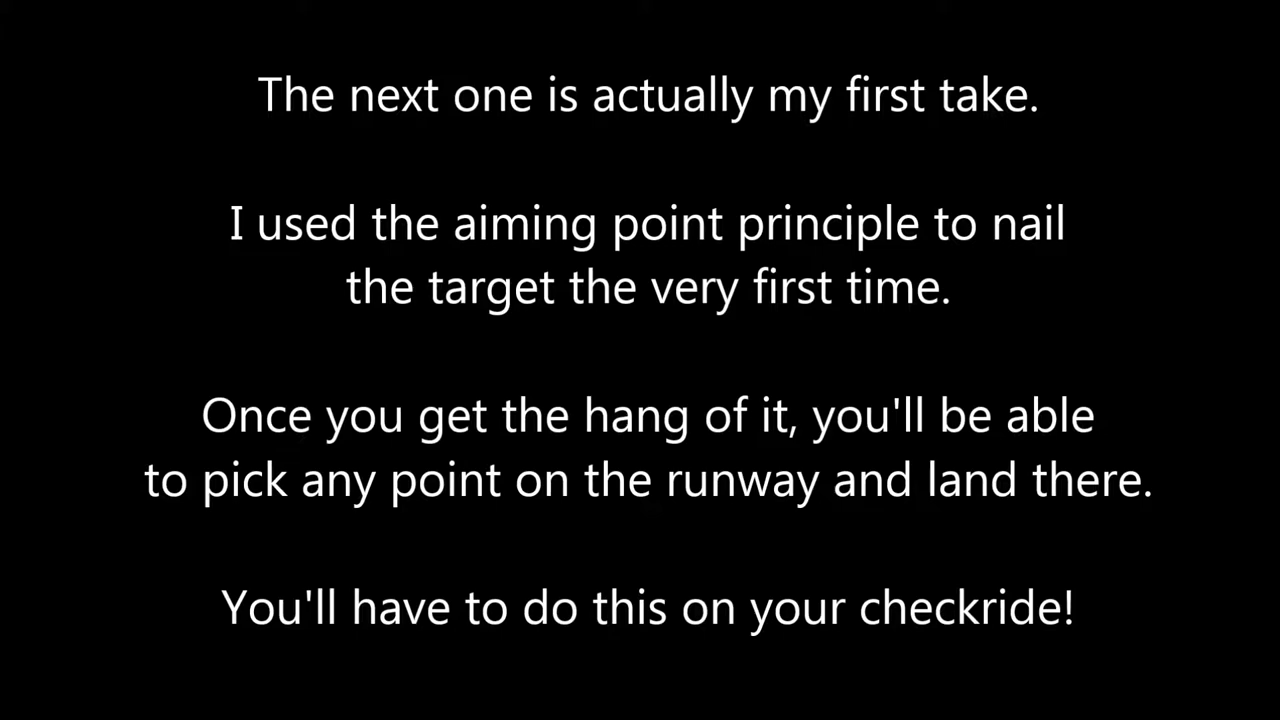 The next one is actually my first take.
I used the aiming point principle to nail
the target the very first time.
Once you get the hang of it, you'll be able
to pick any point on the runway and land there.
You'll have to do this on your checkride!